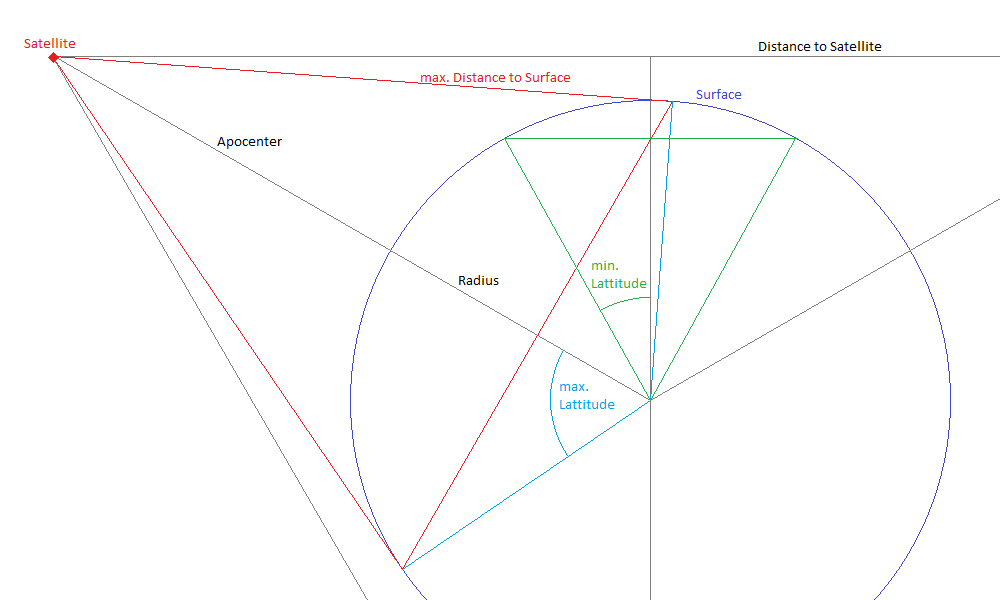 Satellite
Distance to Satellite
max. Distance to Surface
Surface
Apocenter
Radius
min.
Lattitude
max.
Lattitude